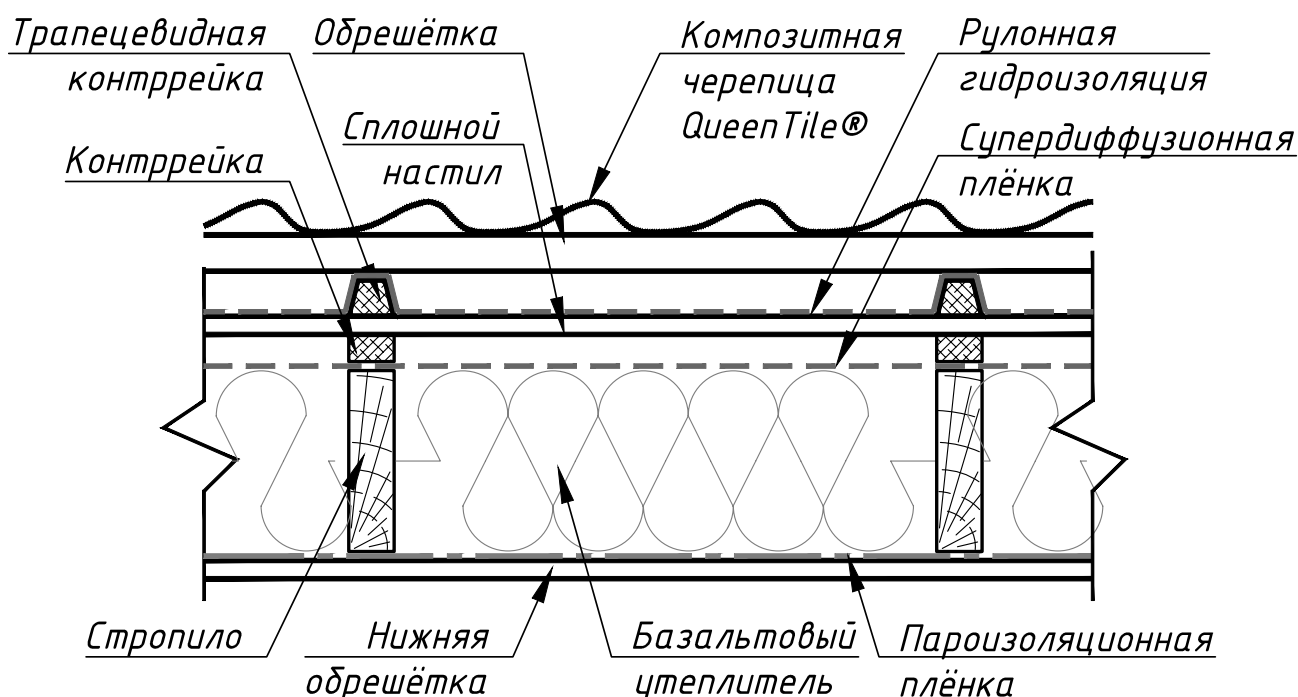 Трапецевидная
контррейка
Обрешётка
Композитная
черепица
QueenTile®
Рулонная
гидроизоляция
Сплошной
настил
Супердиффузионная
плёнка
Контррейка
Стропило
Нижняя
обрешётка
Базальтовый
утеплитель
Пароизоляционная
плёнка